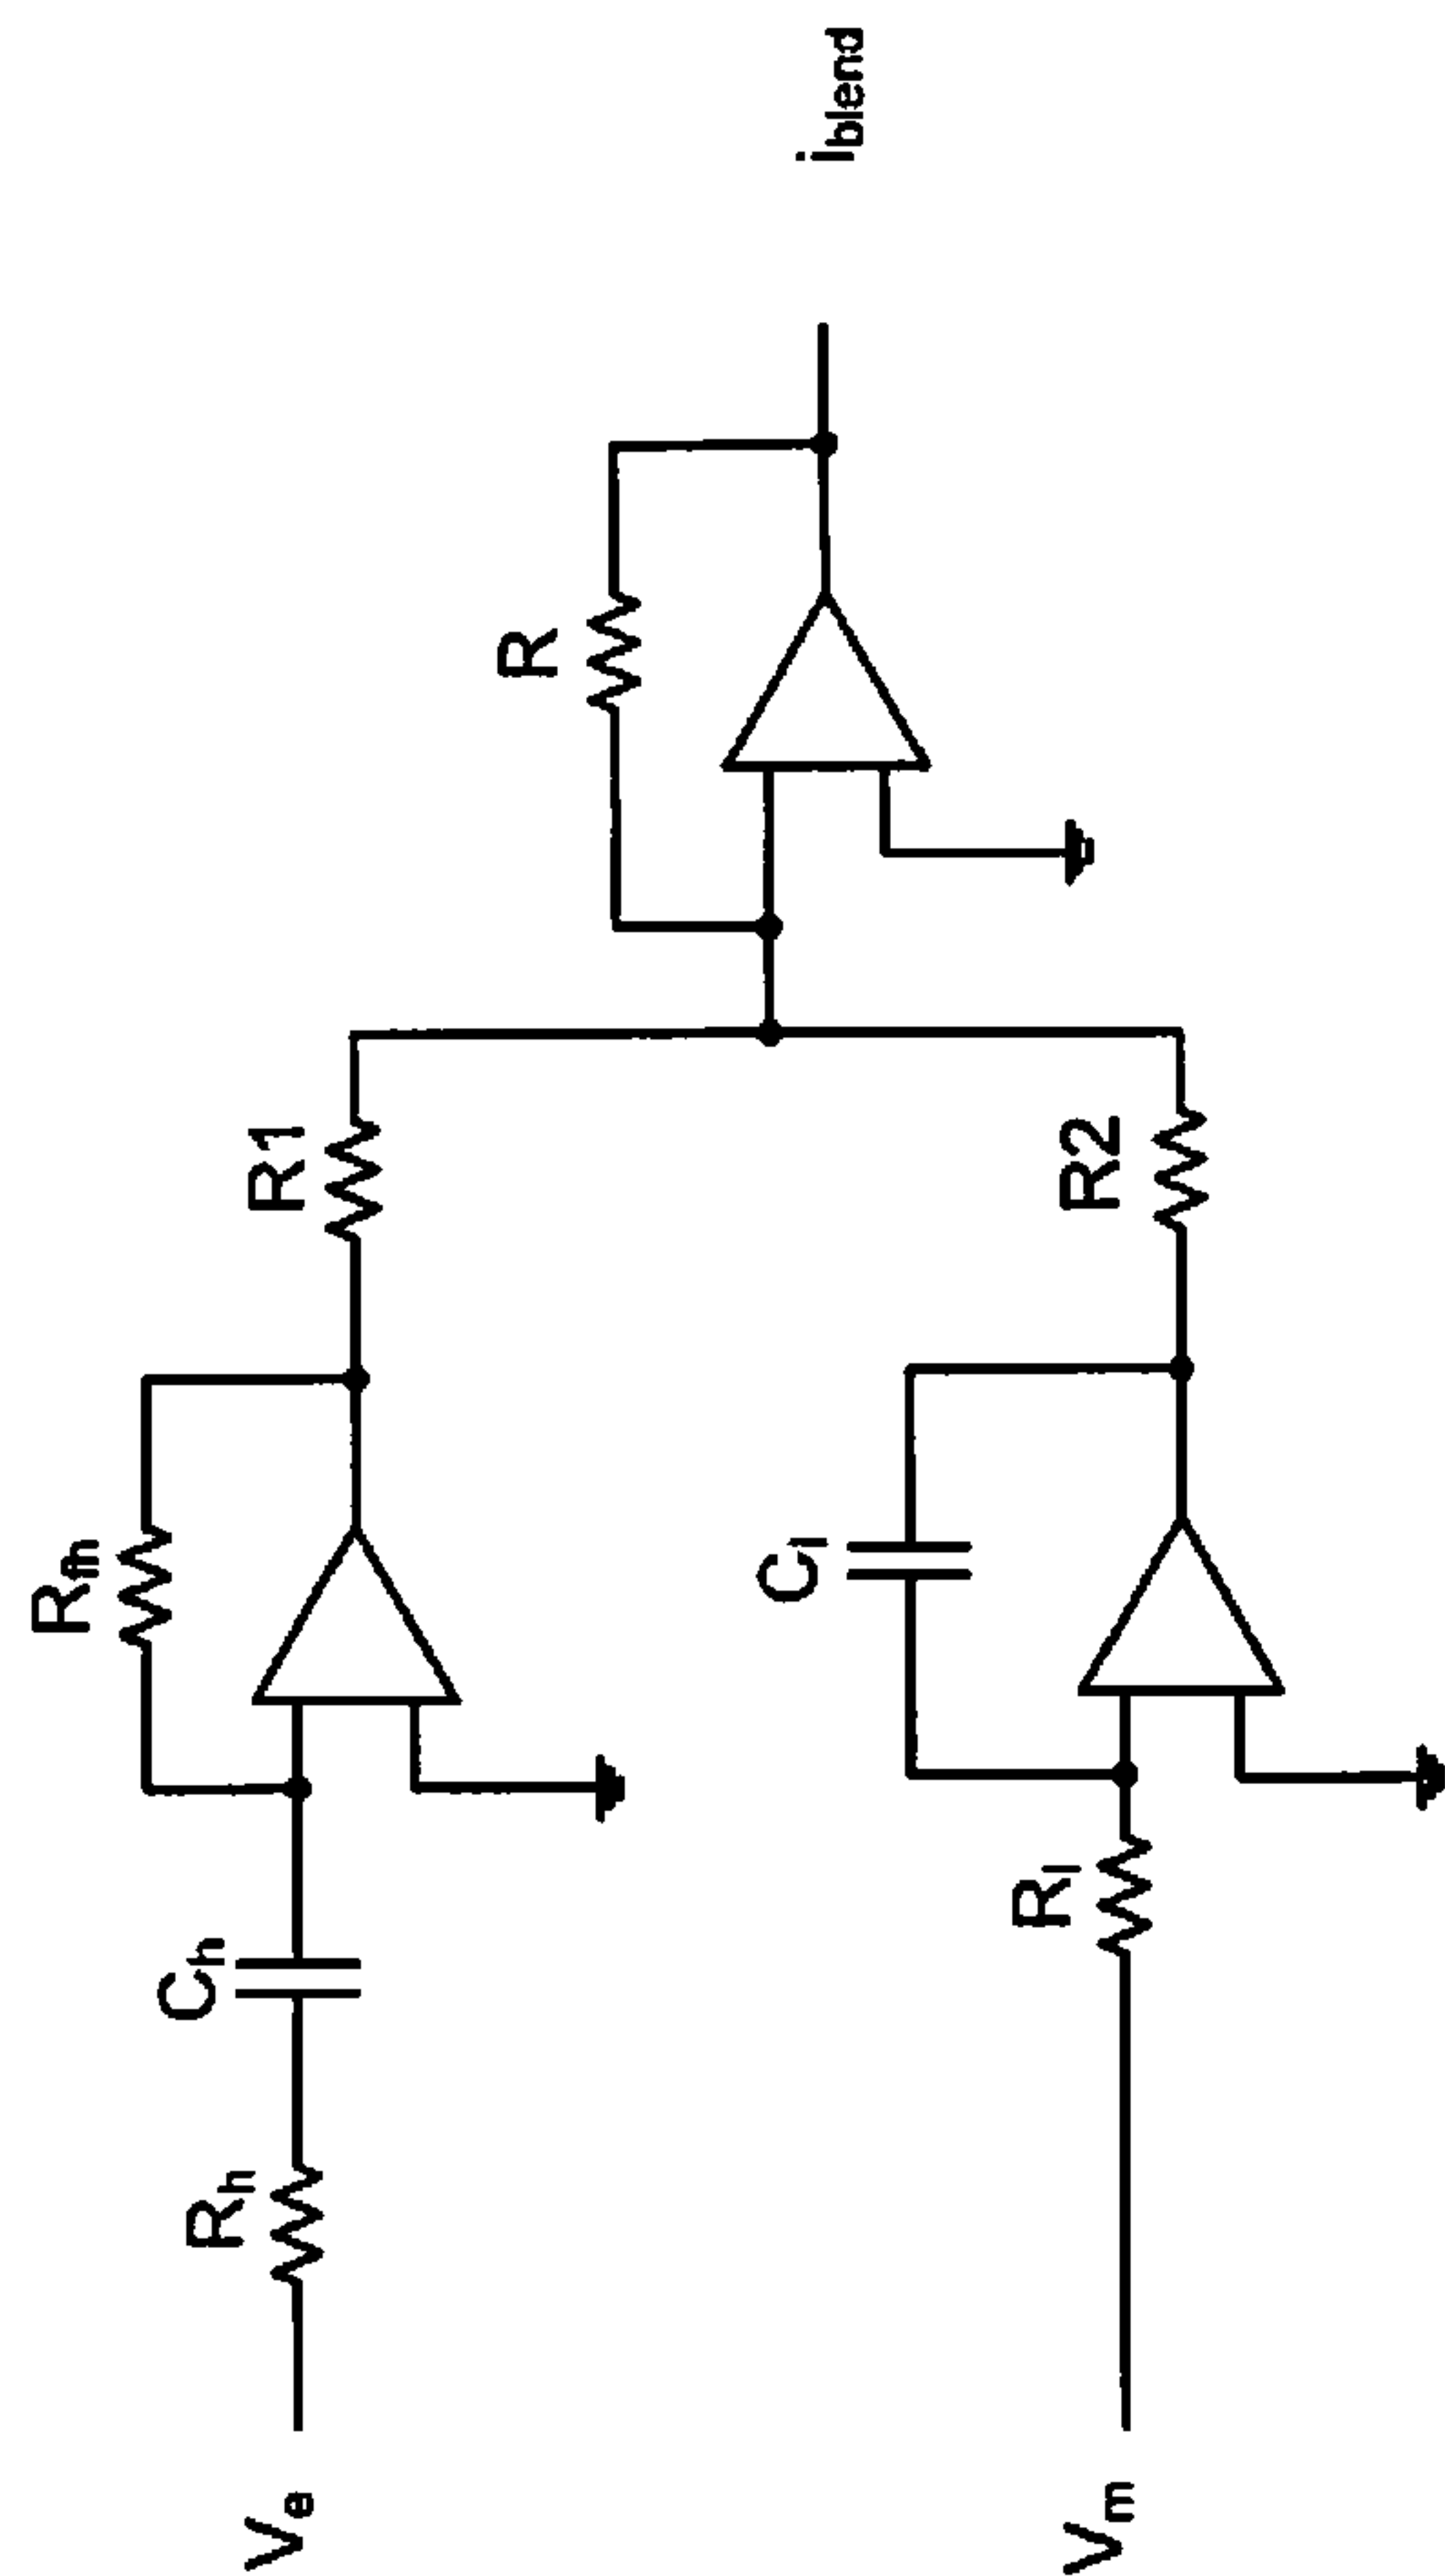 R
i_blend
R_fh
R1
R_h
C_h
V_e
C_l
R2
R_l
V_m